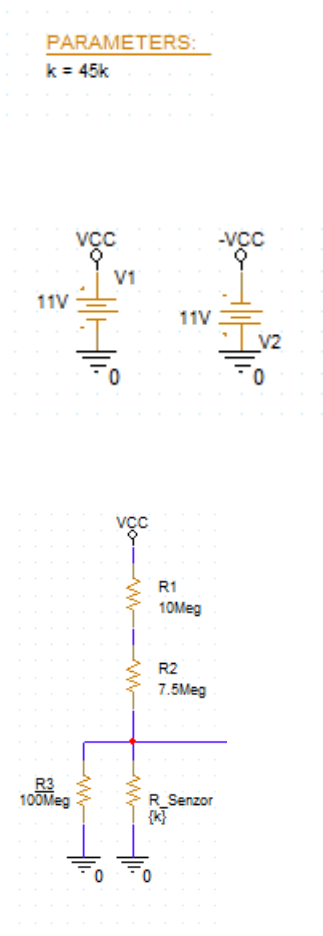 PARAMETERS:
k = 45k
VCC
-VCC
V1
11V
11V
V2
0
0
VCC
R1
10Meg
R2
7.5Meg
R3
100Meg
R_Senzor
{k}
0
0